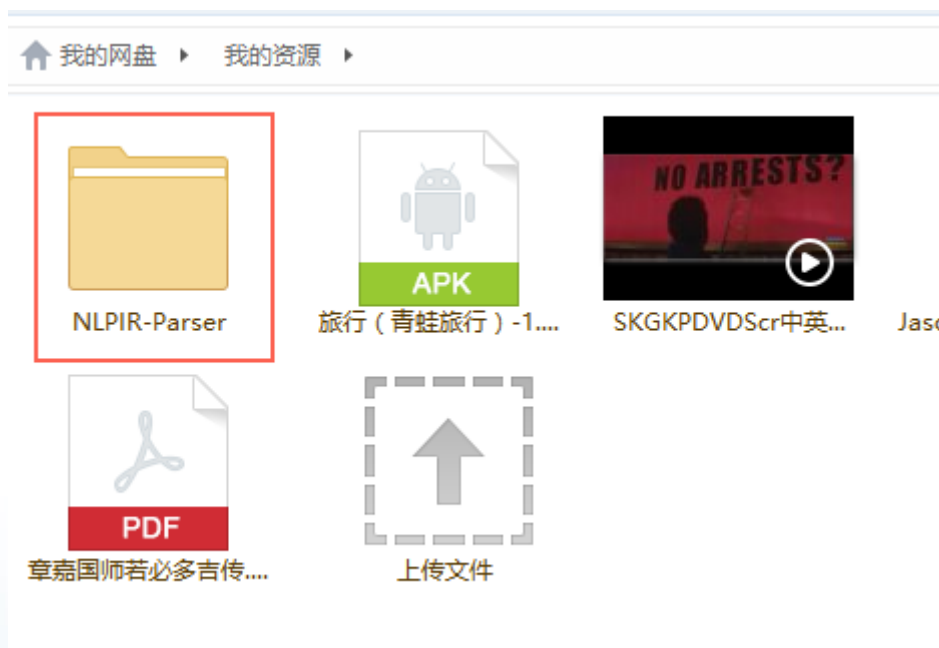 我的网盘 我的资源
NO ARRESTS?
APK
NLPIR-Parser
旅行（青蛙旅行）-1....
SKGKPDVDScr中英...
Jasc
PDF
章嘉国师若必多吉传....
上传文件